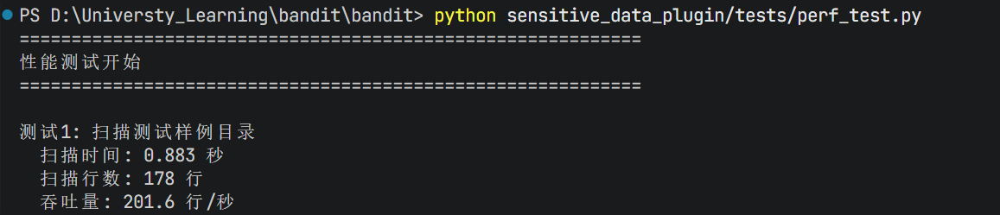 PS D:\Universty_Learning\bandit\bandit> python sensitive_data_plugin/tests/perf_test.py
============================================================
性能测试开始
============================================================
测试1: 扫描测试样例目录
扫描时间: 0.883 秒
扫描行数: 178 行
吞吐量: 201.6 行/秒